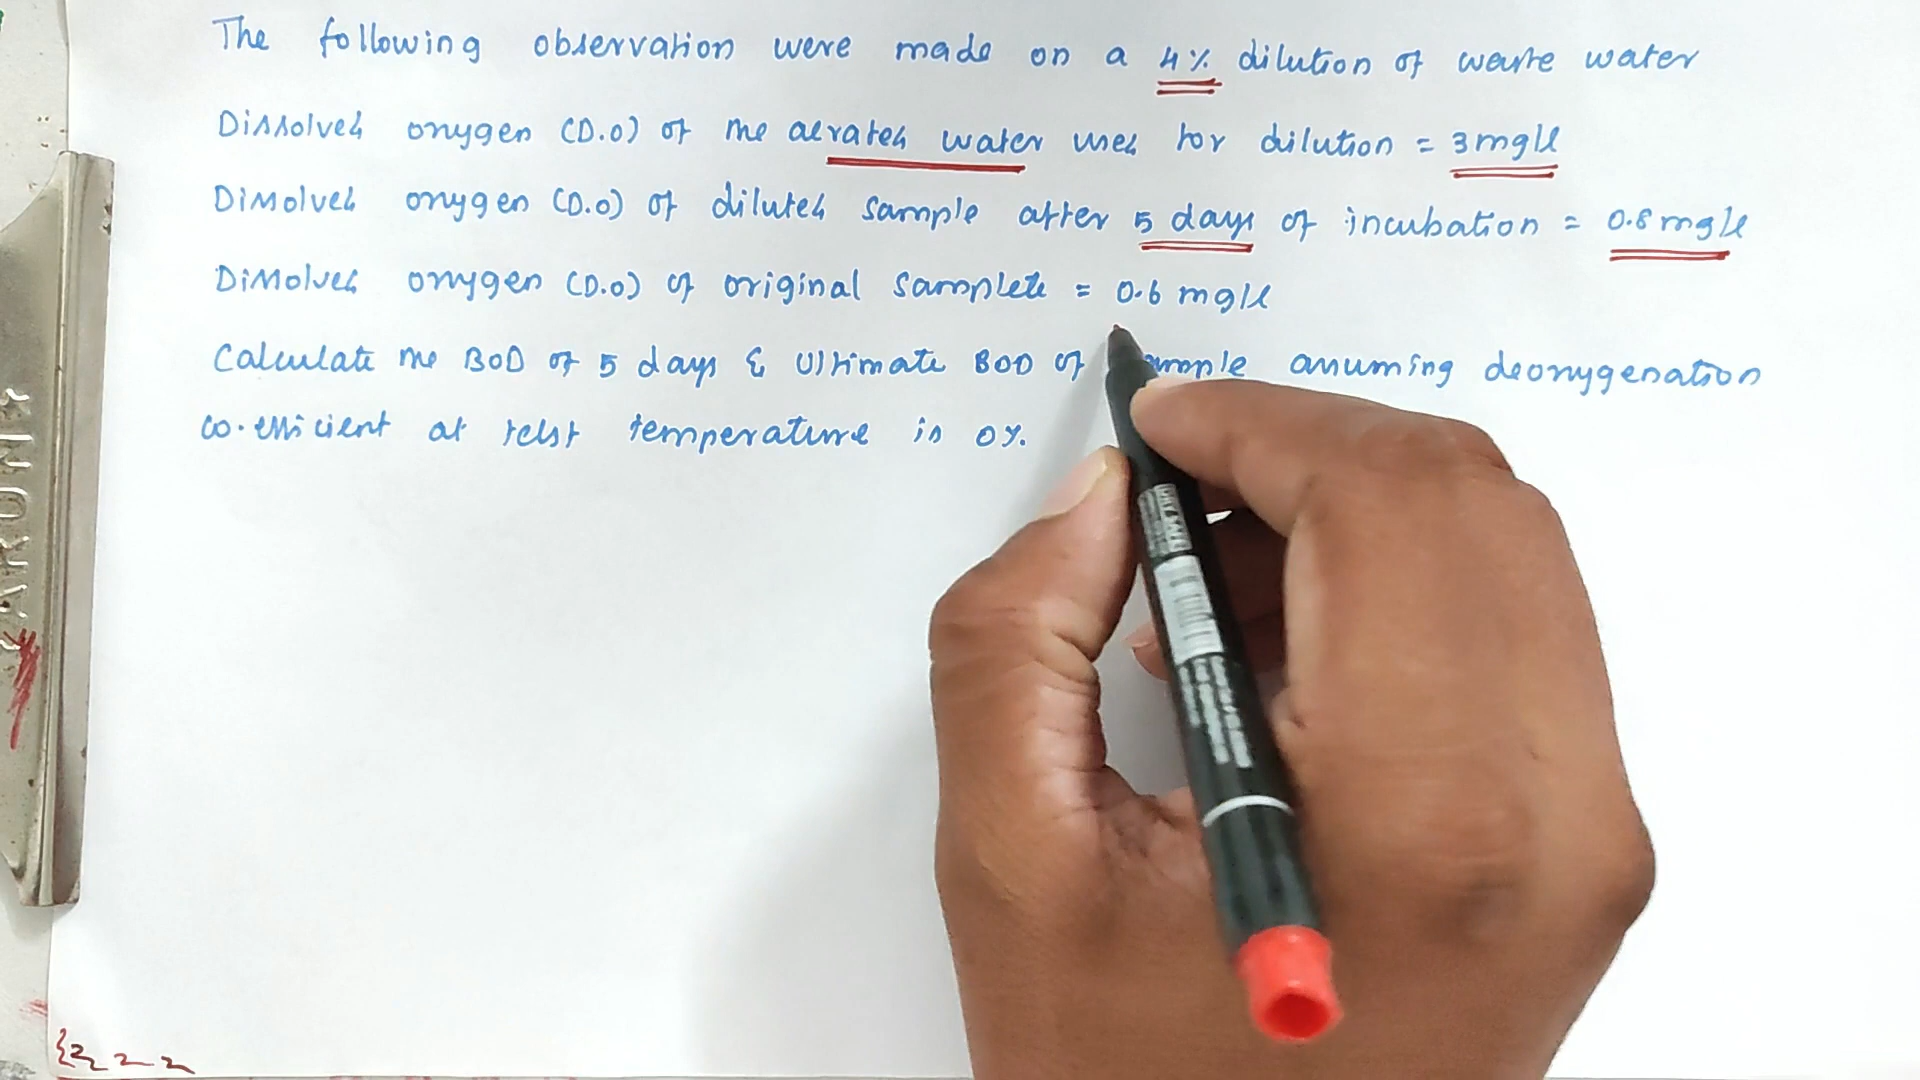 The following observation were made on a 4% dilution of waste water
Dissolved oxygen (D.O) of the aerated water used for dilution = 3mg/l
Dissolved oxygen (D.O) of diluted sample after 5 days of incubation = 0.8 mg/l
Dissolved oxygen (D.O) of original = 0.6 mg/l
Calculate the BOD of 5 days & Ultimate BOD of assuming deoxygenation
co-efficient at test temperature is 0%.